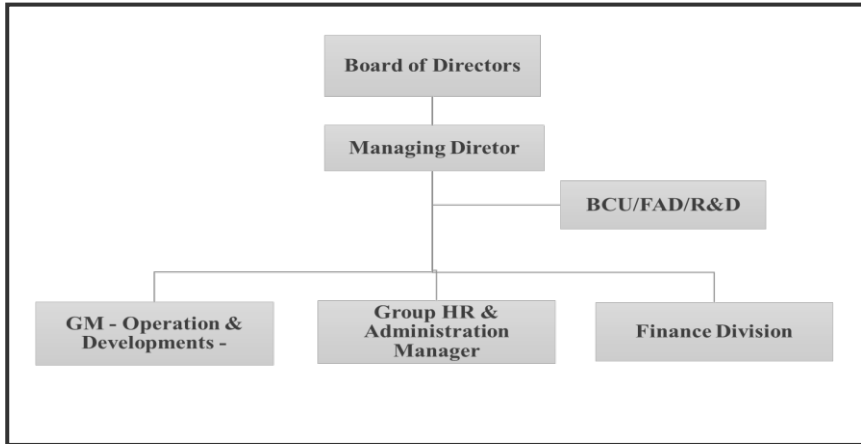 Board of Directors
Managing Diretor
BCU/FAD/R&D
GM - Operation &
Developments -
Group HR &
Administration
Manager
Finance Division